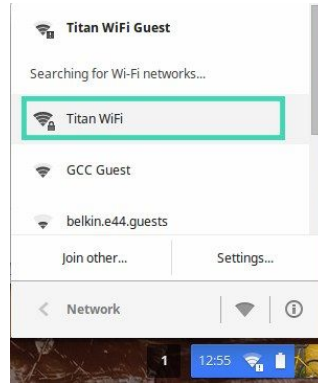 Titan WiFi Guest
Searching for Wi-Fi networks...
Titan WiFi
GCC Guest
belkin.e44.guests
Join other... Settings...
Network
1 12:55